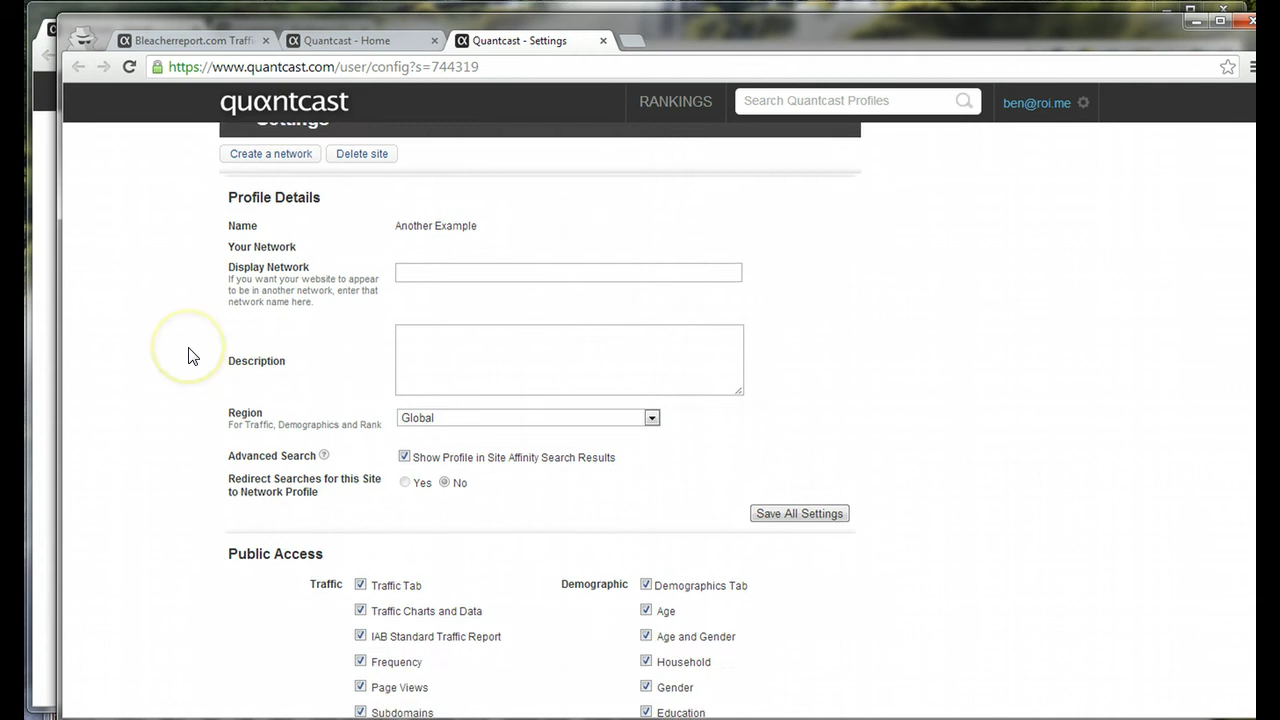 Bleacherreport.com Traffi
Quantcast - Home
Quantcast - Settings
https://www.quantcast.com/user/config?s=744319
quantcast
RANKINGS
Search Quantcast Profiles
ben@roi.me
Settings
Create a network
Delete site
Profile Details
Name
Another Example
Your Network
Display Network
If you want your website to appear
to be in another network, enter that
network name here.
Description
Region
For Traffic, Demographics and Rank
Global
Advanced Search ?
Show Profile in Site Affinity Search Results
Redirect Searches for this Site
to Network Profile
Yes
No
Save All Settings
Public Access
Traffic
Traffic Tab
Demographic
Demographics Tab
Traffic Charts and Data
Age
IAB Standard Traffic Report
Age and Gender
Frequency
Household
Page Views
Gender
Subdomains
Education